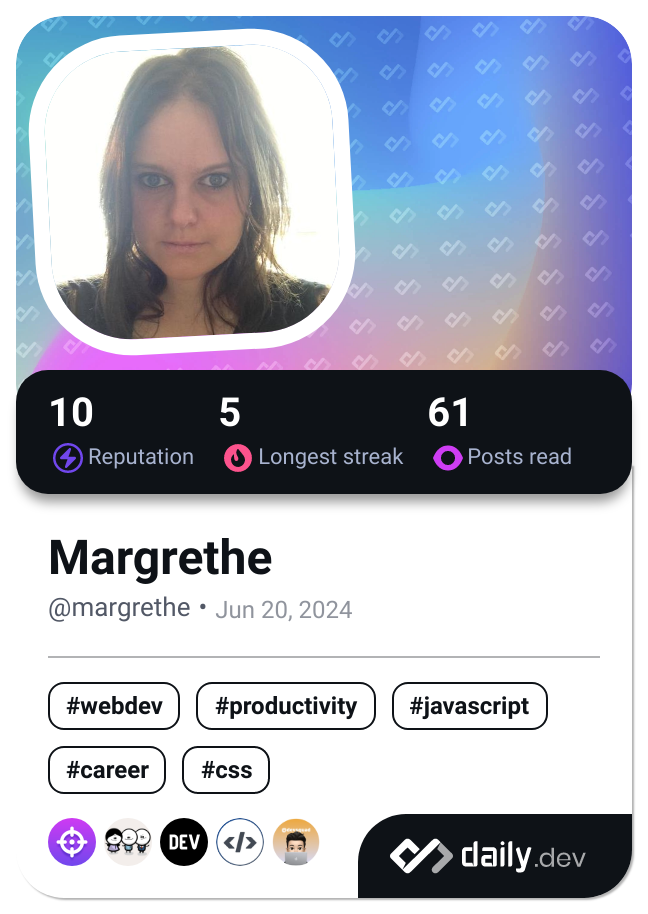 10 5 61
Reputation Longest streak Posts read
Margrethe
@margrethe • Jun 20, 2024
#webdev #productivity #javascript
#career #css
DEV </> daily.dev